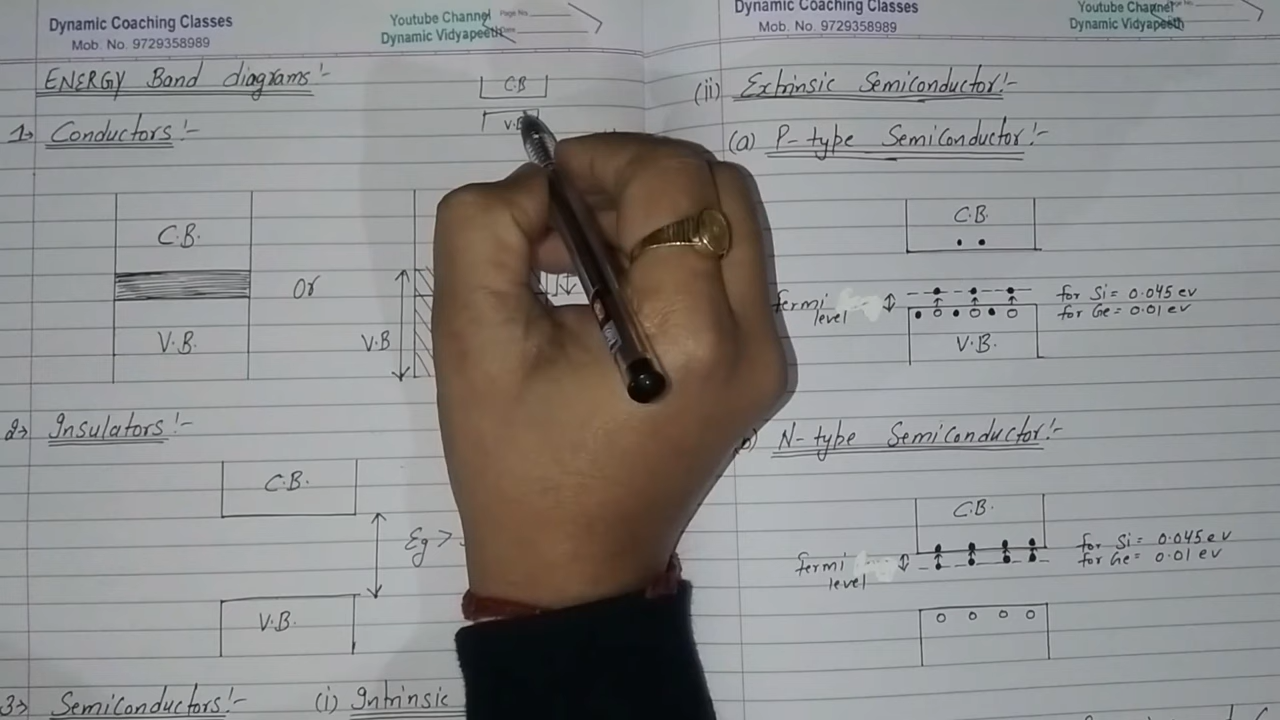 Dynamic Coaching Classes
Mob. No. 9729358989
Youtube Channel
Dynamic Vidyapeeth
Page No.
Date
ENERGY Band diagrams:-
C.B
V.B
1→ Conductors:-
C.B.
V.B.
Or
V.B
2→ Insulators:-
C.B.
Eg >
V.B.
3→ Semiconductors:- (i) Intrinsic
Dynamic Coaching Classes
Mob. No. 9729358989
Youtube Channel
Dynamic Vidyapeeth
(ii) Extrinsic Semiconductor:-
(a) P-type Semiconductor:-
C.B.
fermi level
for Si = 0.045 ev
for Ge = 0.01 ev
V.B.
N-type Semiconductor:-
C.B.
fermi level
for Si = 0.045 ev
for Ge = 0.01 ev